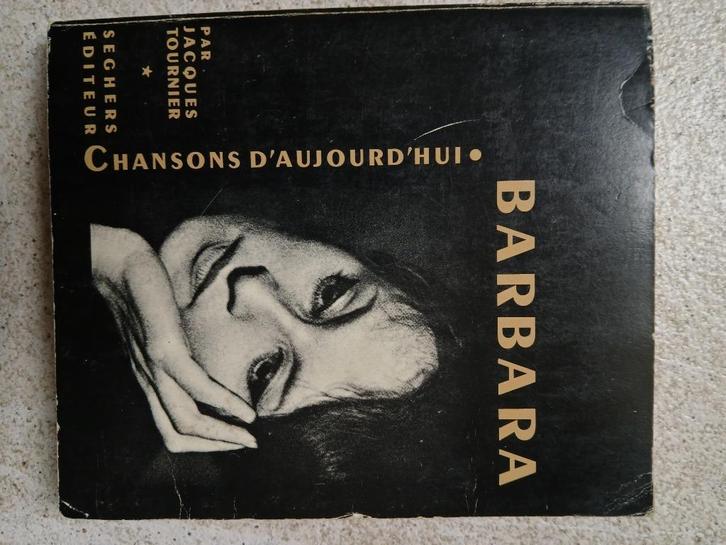 BARBARA
CHANSONS D'AUJOURD'HUI •
PAR
JACQUES
TOURNIER
★
SEGHERS
ÉDITEUR